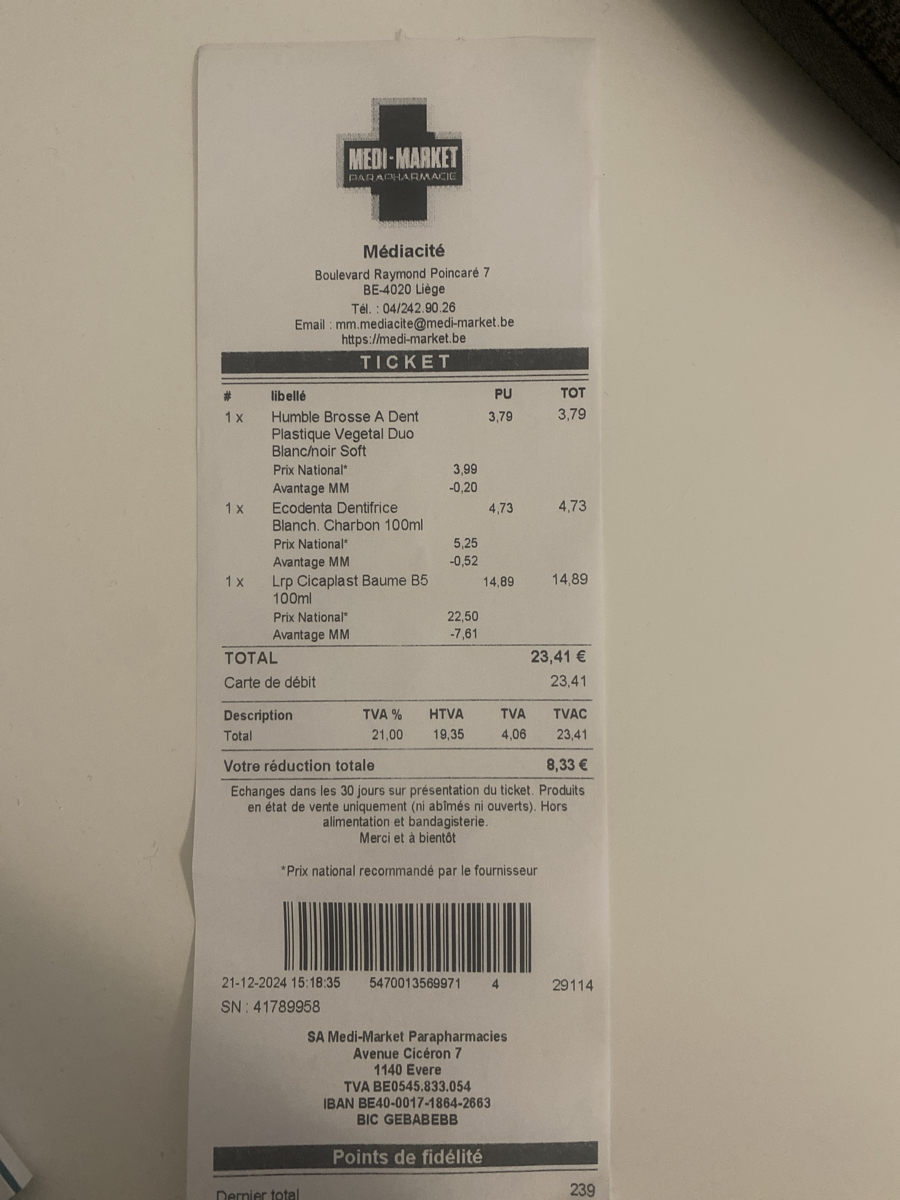 MEDI-MARKET
PARAPHARMACIE
Médiacité
Boulevard Raymond Poincaré 7
BE-4020 Liège
Tél. : 04/242.90.26
Email : mm.mediacite@medi-market.be
https://medi-market.be
TICKET
# libellé PU TOT
1 x Humble Brosse A Dent 3,79 3,79
Plastique Vegetal Duo
Blanc/noir Soft
Prix National* 3,99
Avantage MM -0,20
1 x Ecodenta Dentifrice 4,73 4,73
Blanch. Charbon 100ml
Prix National* 5,25
Avantage MM -0,52
1 x Lrp Cicaplast Baume B5 14,89 14,89
100ml
Prix National* 22,50
Avantage MM -7,61
TOTAL 23,41 €
Carte de débit 23,41
Description TVA % HTVA TVA TVAC
Total 21,00 19,35 4,06 23,41
Votre réduction totale 8,33 €
Echanges dans les 30 jours sur présentation du ticket. Produits
en état de vente uniquement (ni abîmés ni ouverts). Hors
alimentation et bandagisterie.
Merci et à bientôt
*Prix national recommandé par le fournisseur
21-12-2024 15:18:35 5470013569971 4 29114
SN : 41789958
SA Medi-Market Parapharmacies
Avenue Cicéron 7
1140 Evere
TVA BE0545.833.054
IBAN BE40-0017-1864-2663
BIC GEBABEBB
Points de fidélité
Dernier total 239